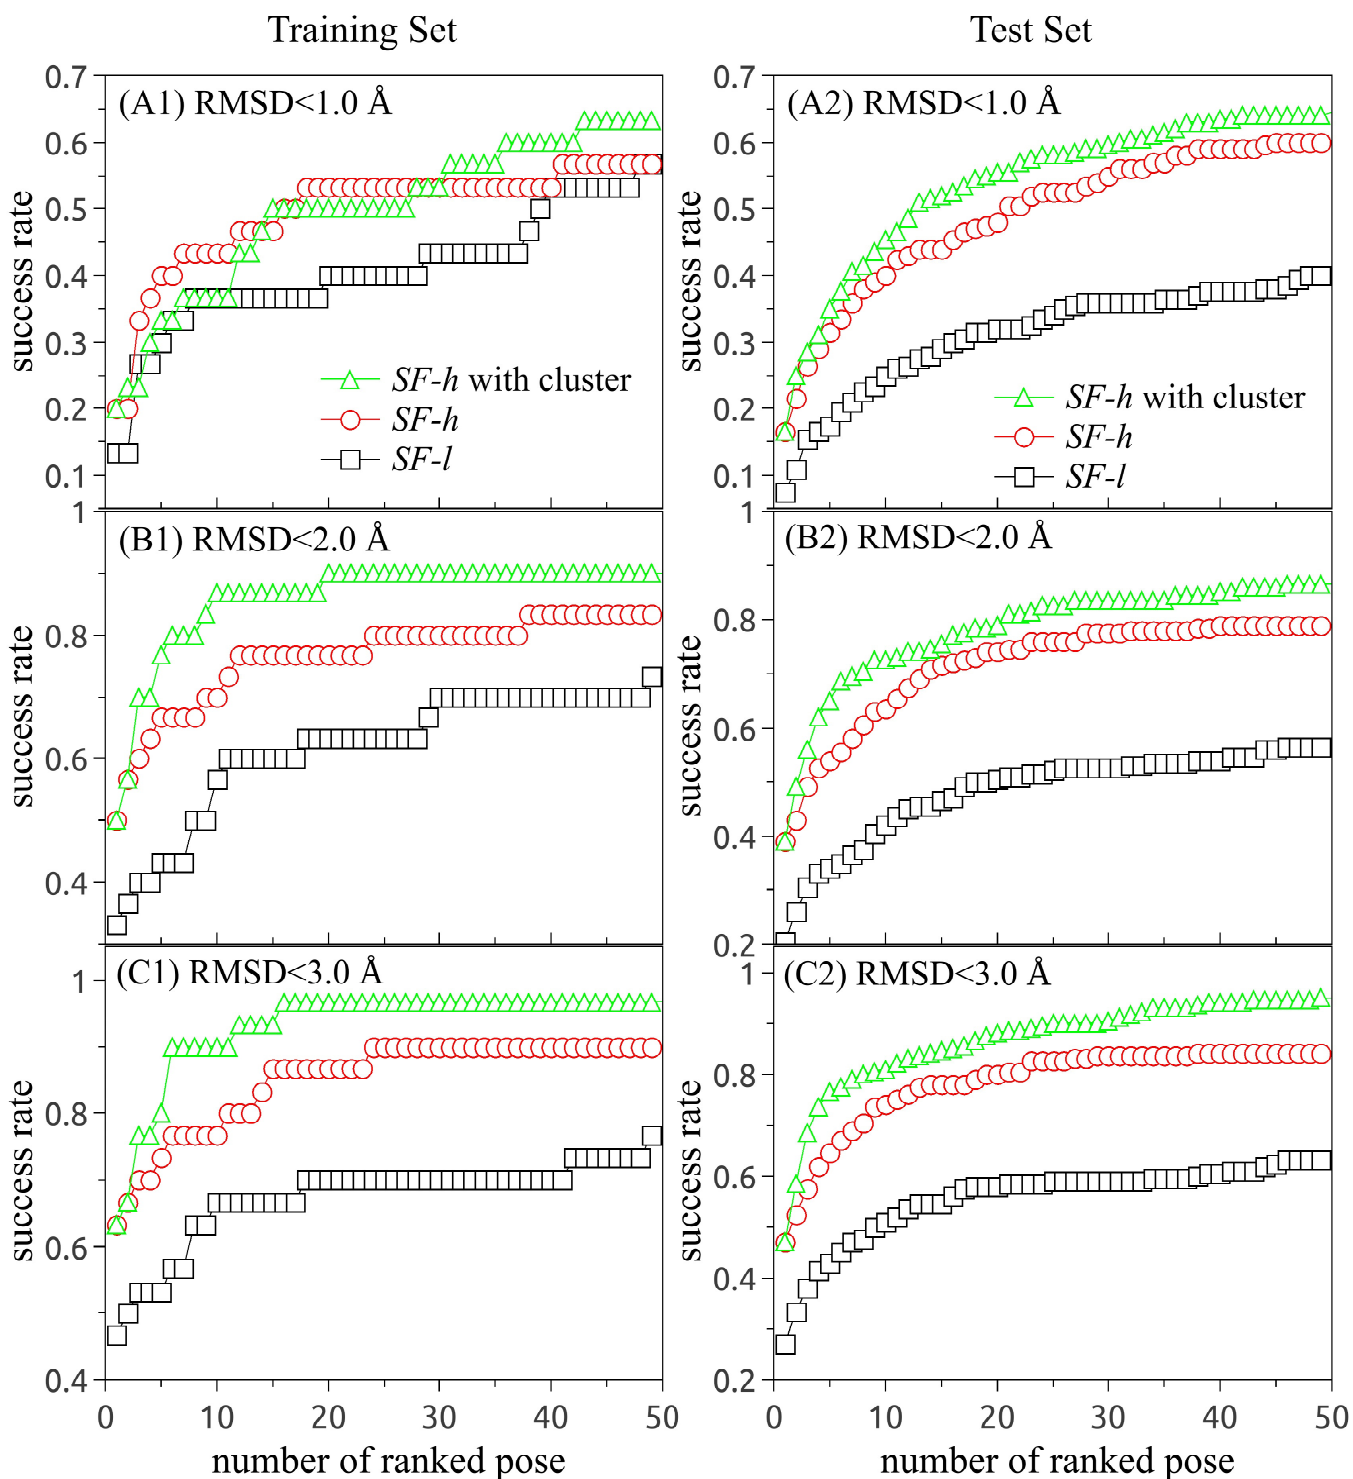 Training Set
Test Set
0.7
(A1) RMSD<1.0 Å
0.6
0.5
0.4
0.3
0.2
0.1
success rate
SF-h with cluster
SF-h
SF-l
0.7
(A2) RMSD<1.0 Å
0.6
0.5
0.4
0.3
0.2
0.1
success rate
SF-h with cluster
SF-h
SF-l
1
(B1) RMSD<2.0 Å
0.8
0.6
0.4
success rate
1
(B2) RMSD<2.0 Å
0.8
0.6
0.4
0.2
success rate
1
(C1) RMSD<3.0 Å
0.8
0.6
0.4
success rate
0 10 20 30 40 50
number of ranked pose
1
(C2) RMSD<3.0 Å
0.8
0.6
0.4
0.2
success rate
0 10 20 30 40 50
number of ranked pose